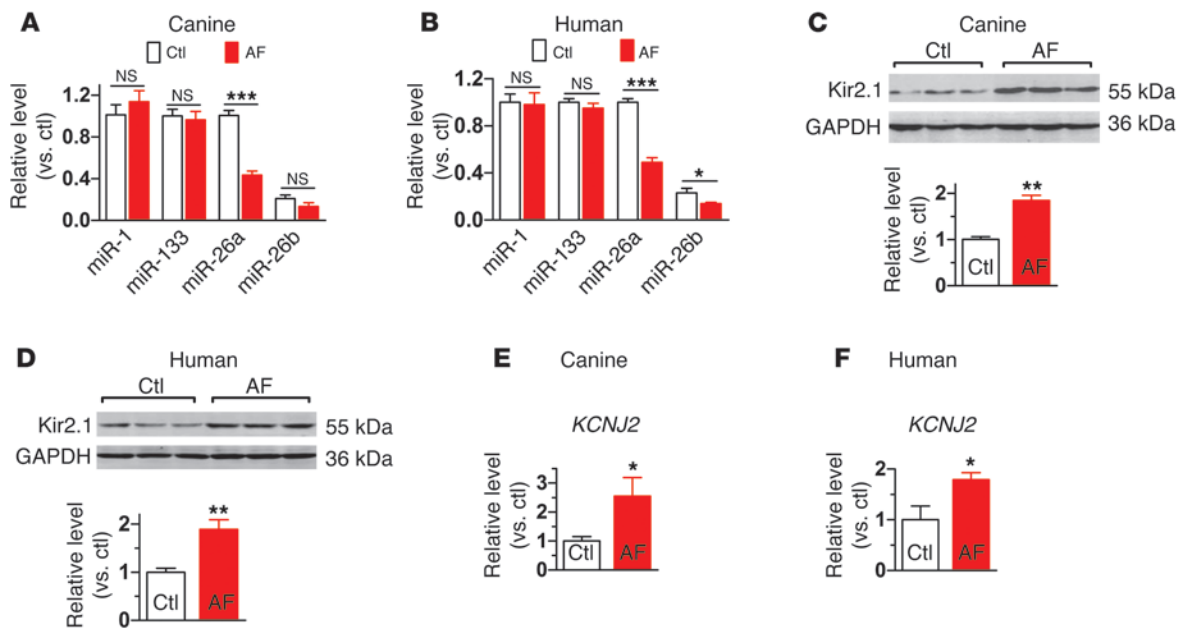 A Canine
Ctl AF
Relative level
(vs. ctl)
1.2
0.8
0.4
0.0
NS
NS
***
NS
miR-1
miR-133
miR-26a
miR-26b
B Human
Ctl AF
Relative level
(vs. ctl)
1.2
0.8
0.4
0.0
NS
NS
***
*
miR-1
miR-133
miR-26a
miR-26b
C Canine
Ctl AF
Kir2.1 55 kDa
GAPDH 36 kDa
Relative level
(vs. ctl)
2
1
0
**
Ctl
AF
D Human
Ctl AF
Kir2.1 55 kDa
GAPDH 36 kDa
Relative level
(vs. ctl)
2
1
0
**
Ctl
AF
E Canine
KCNJ2
Relative level
(vs. ctl)
3
2
1
0
*
Ctl
AF
F Human
KCNJ2
Relative level
(vs. ctl)
2
1
0
*
Ctl
AF